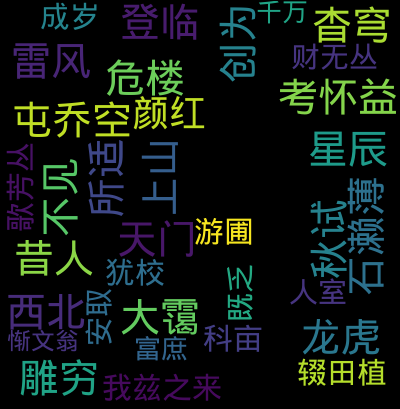 成岁
登临
创为
千万
杳穹
雷风
财无丛
危楼
考怀益
屯乔空
颜红
星辰
歌芳丛
不见
所适
上山
秋试
石濑薄
天门
游圃
昔人
犹校
既乏
人室
西北
安取
大霭
龙虎
惭文翁
富庶
科亩
雕穷
我兹之来
辍田植